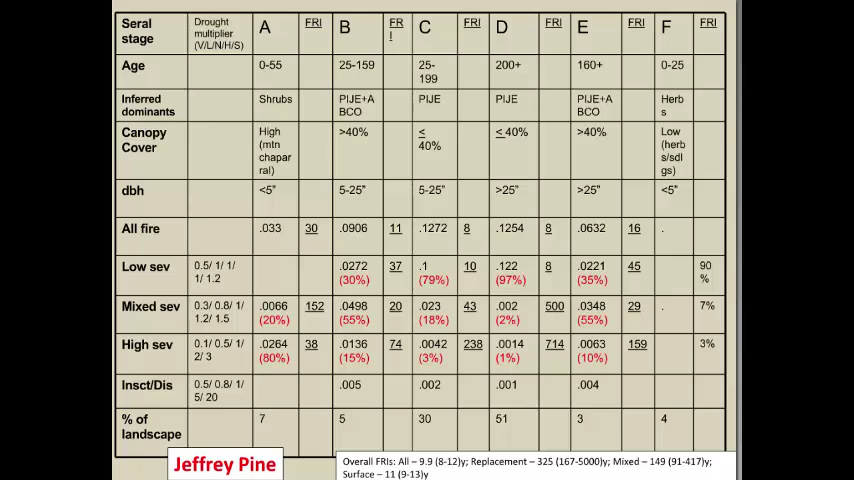 Seral stage Drought multiplier (V/L/N/H/S) A FRI B FRI C FRI D FRI E FRI F FRI
Age 0-55 25-159 25-199 200+ 160+ 0-25
Inferred dominants Shrubs PIJE+ABCO PIJE PIJE PIJE+ABCO Herbs
Canopy Cover High (mtn chaparral) >40% < 40% < 40% >40% Low (herbs/sdlgs)
dbh <5" 5-25" 5-25" >25" >25" <5"
All fire .033 30 .0906 11 .1272 8 .1254 8 .0632 16 .
Low sev 0.5/ 1/ 1/ 1/ 1.2 .0272 (30%) 37 .1 (79%) 10 .122 (97%) 8 .0221 (35%) 45 90%
Mixed sev 0.3/ 0.8/ 1/ 1.2/ 1.5 .0066 (20%) 152 .0498 (55%) 20 .023 (18%) 43 .002 (2%) 500 .0348 (55%) 29 . 7%
High sev 0.1/ 0.5/ 1/ 2/ 3 .0264 (80%) 38 .0136 (15%) 74 .0042 (3%) 238 .0014 (1%) 714 .0063 (10%) 159 3%
Insct/Dis 0.5/ 0.8/ 1/ 5/ 20 .005 .002 .001 .004
% of landscape 7 5 30 51 3 4
Jeffrey Pine
Overall FRIs: All – 9.9 (8-12)y; Replacement – 325 (167-5000)y; Mixed – 149 (91-417)y;
Surface – 11 (9-13)y